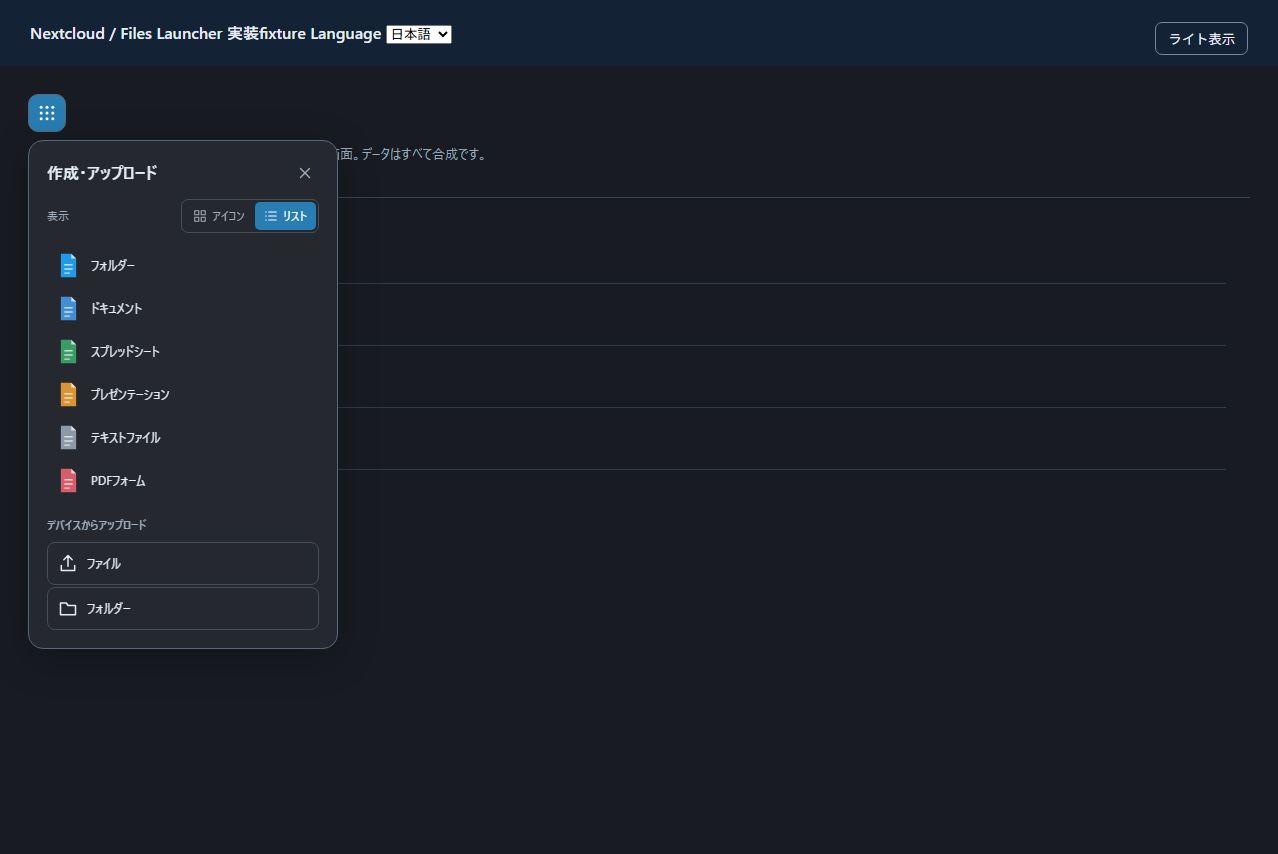 Nextcloud / Files Launcher 実装fixture Language 日本語
ライト表示
画面。データはすべて合成です。
作成・アップロード
表示
アイコン
リスト
フォルダー
ドキュメント
スプレッドシート
プレゼンテーション
テキストファイル
PDFフォーム
デバイスからアップロード
ファイル
フォルダー